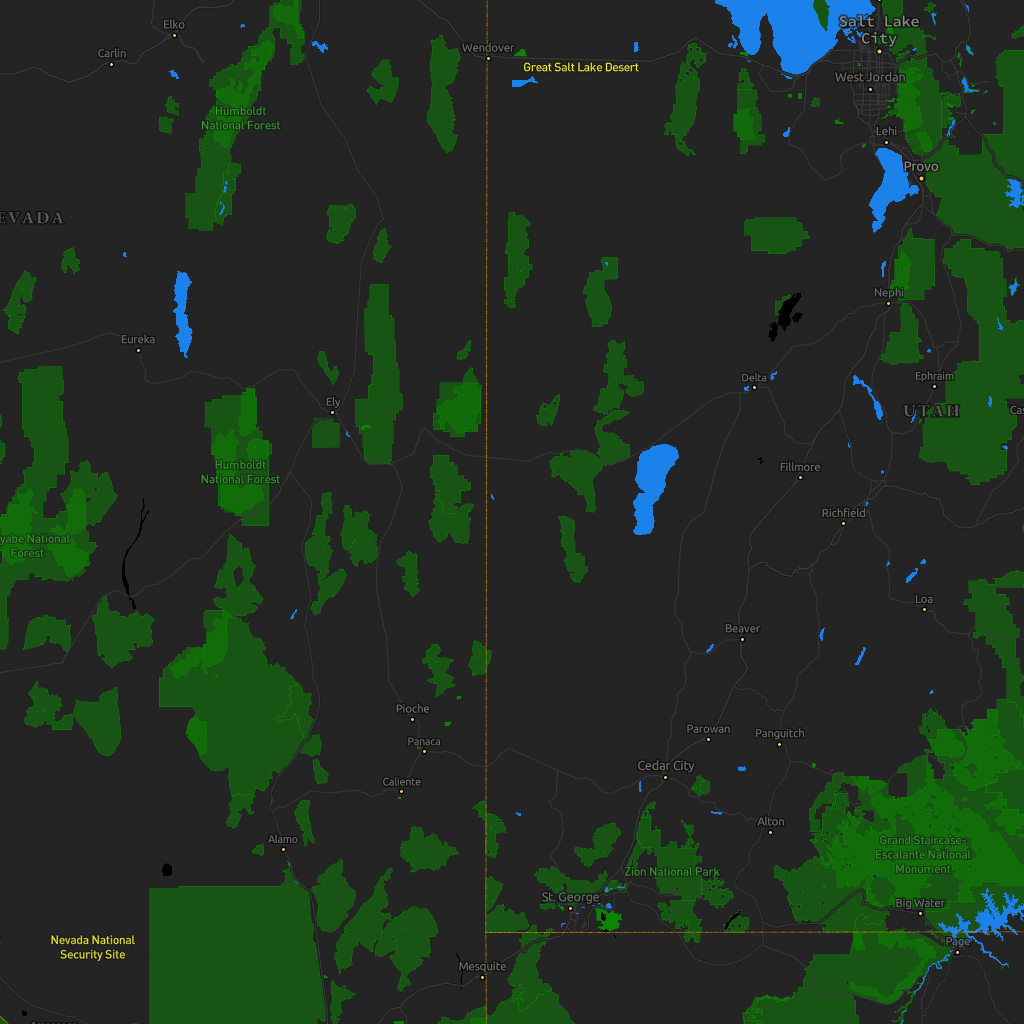 Elko
Carlin
Wendover
Great Salt Lake Desert
Salt Lake
City
West Jordan
Humboldt
National Forest
Lehi
Provo
EVADA
Nephi
Eureka
Delta
Ephraim
Ely
UTAH
Cas
Humboldt
National Forest
Fillmore
Richfield
yabe National
Forest
Loa
Beaver
Pioche
Panaca
Parowan
Panguitch
Cedar City
Caliente
Alton
Alamo
Grand Staircase-
Escalante National
Monument
Zion National Park
St. George
Big Water
Nevada National
Security Site
Page
Mesquite